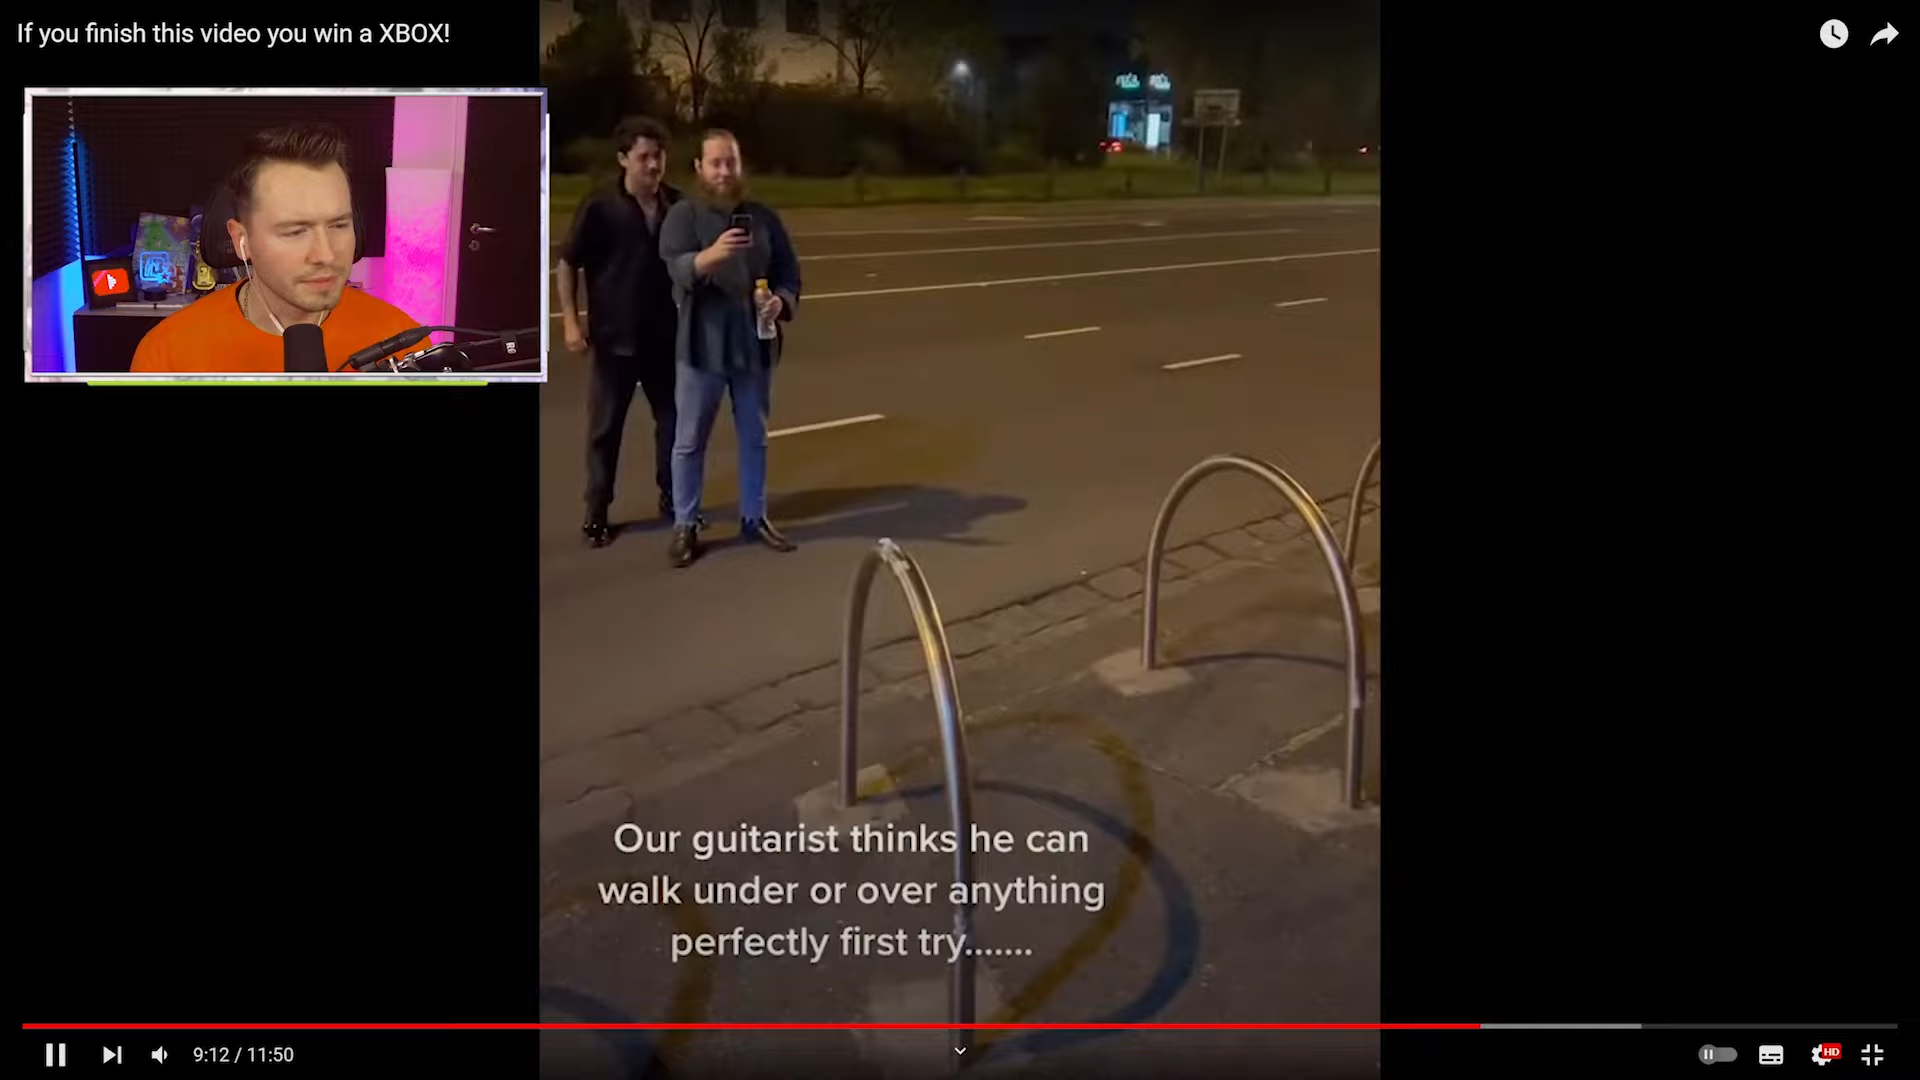 If you finish this video you win a XBOX!
Our guitarist thinks he can
walk under or over anything
perfectly first try.......
9:12 / 11:50
HD